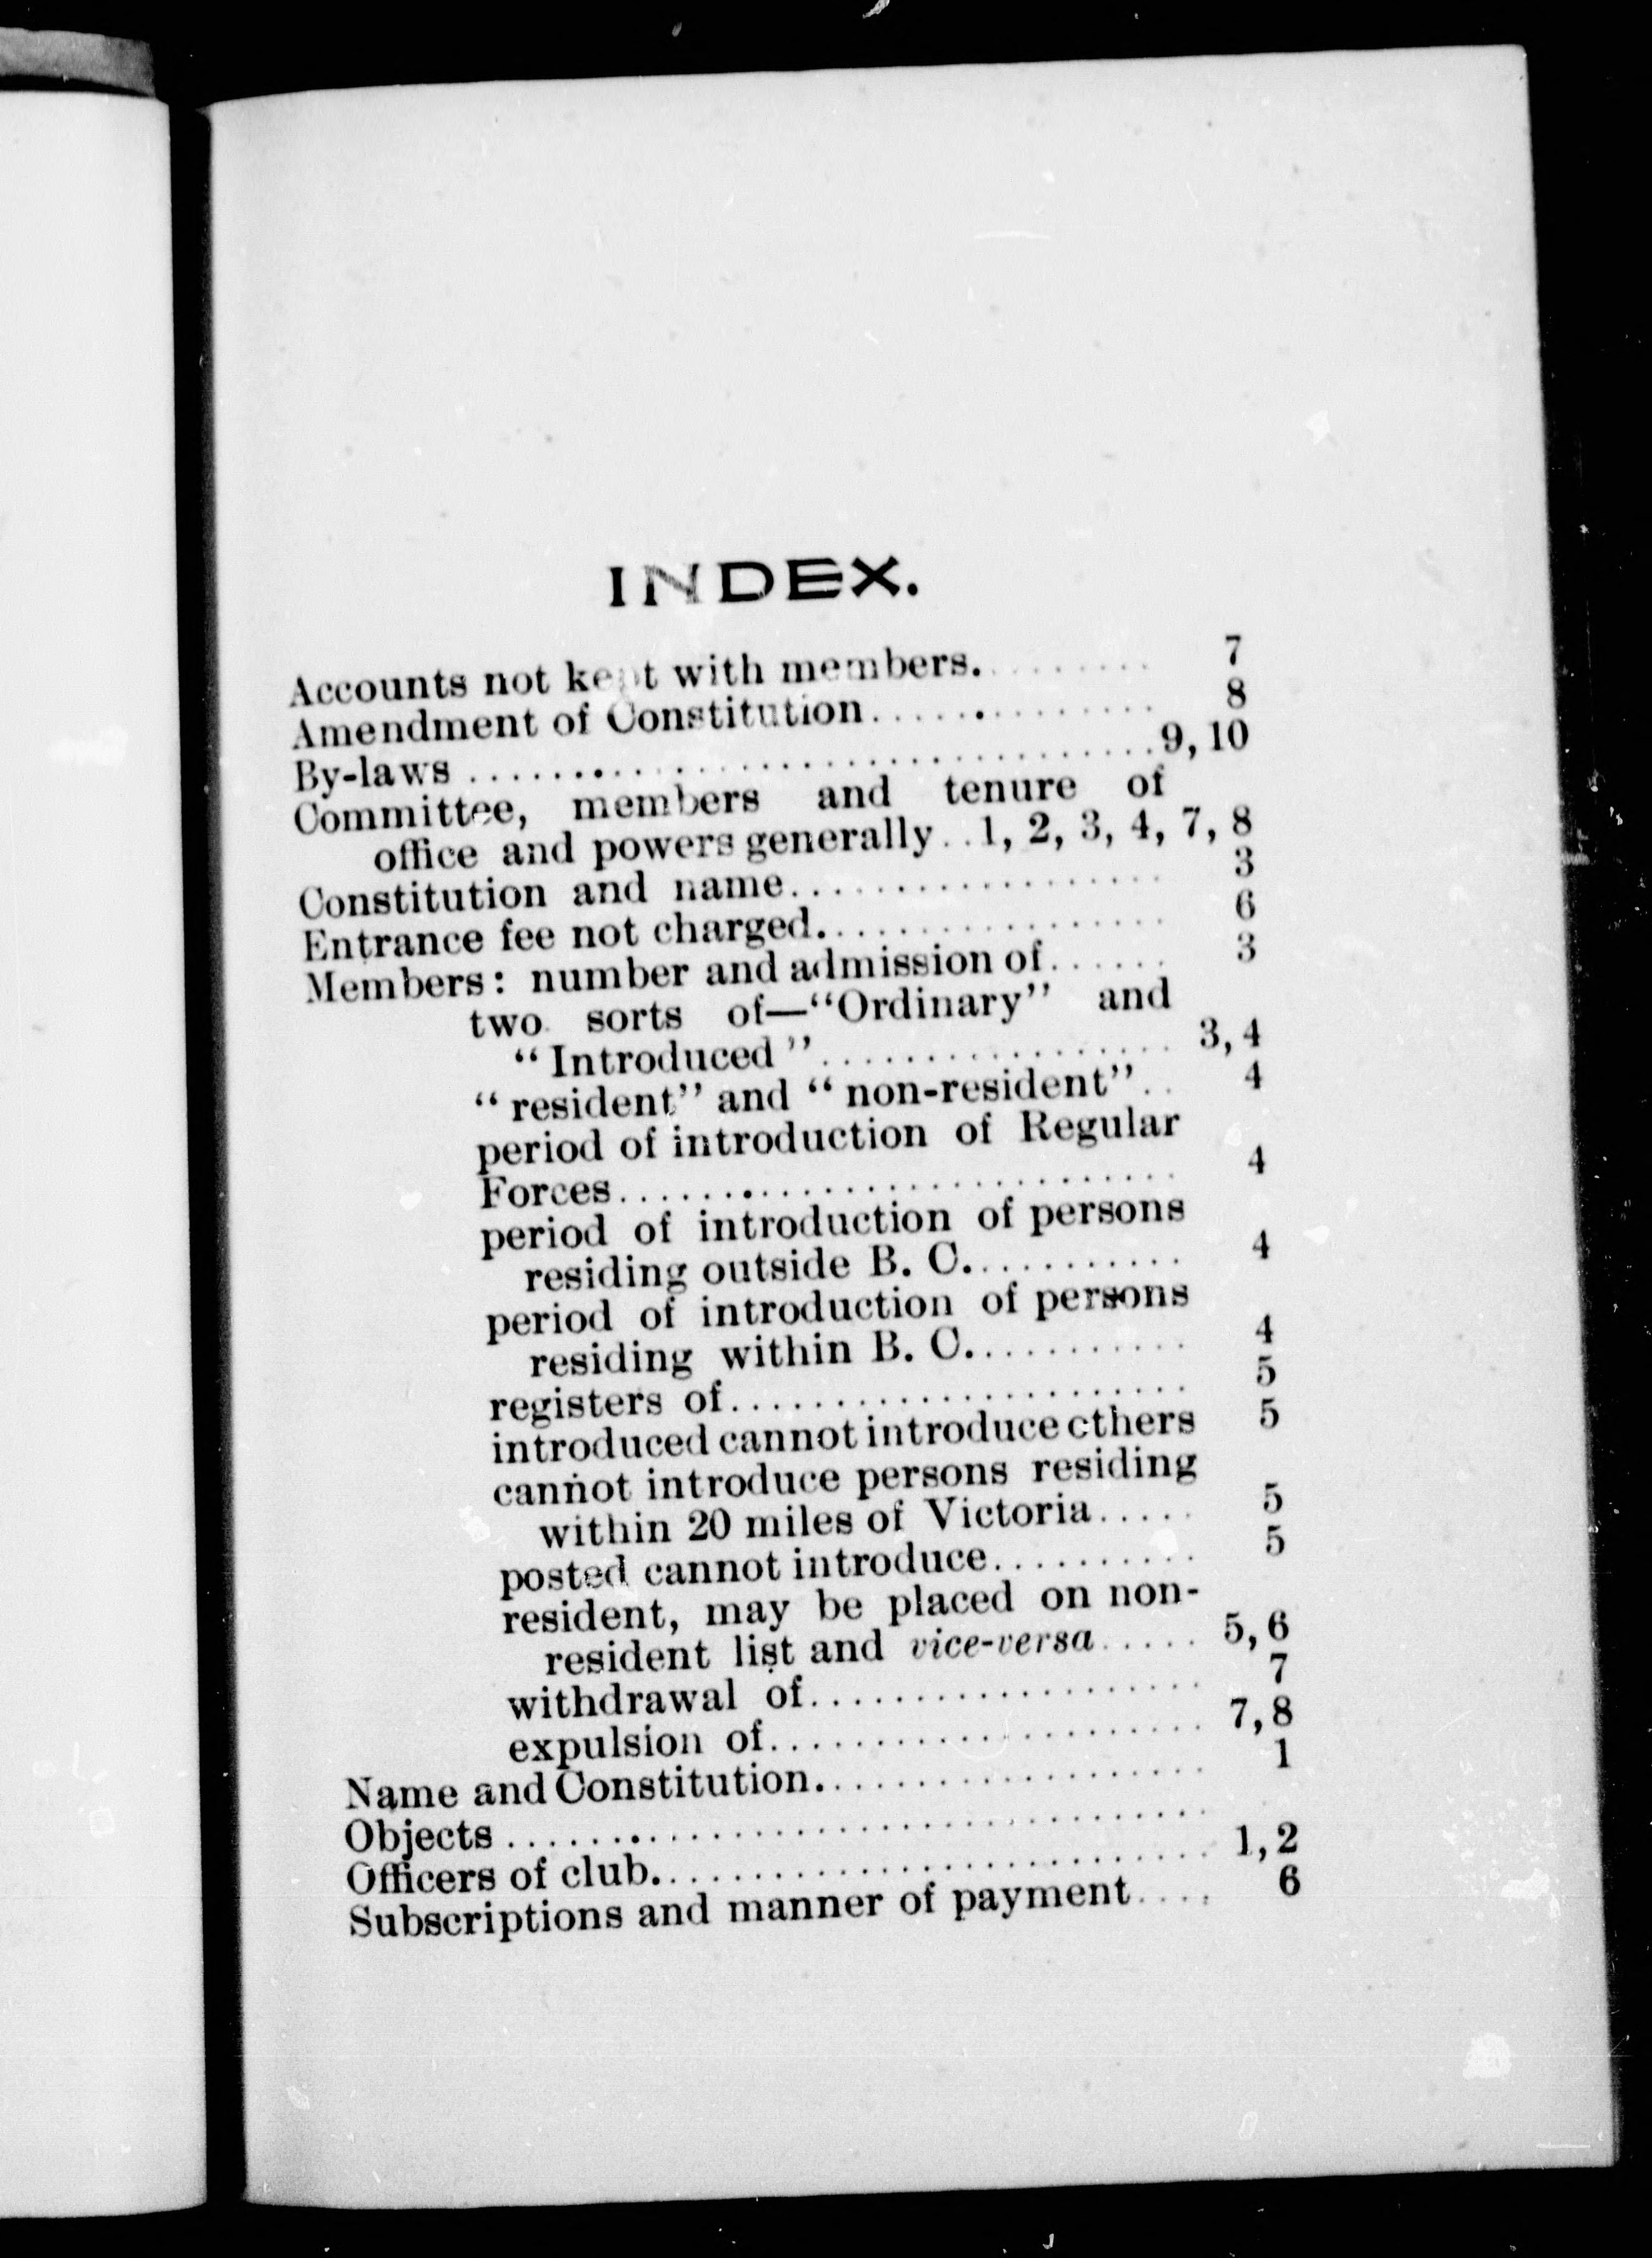 INDEX.
Accounts not kept with members.......... 7
Amendment of Constitution............... 8
By-laws ....................................9, 10
Committee, members and tenure of
office and powers generally..1, 2, 3, 4, 7, 8
Constitution and name................... 3
Entrance fee not charged.................. 6
Members: number and admission of...... 3
two sorts of—"Ordinary" and
"Introduced".................. 3, 4
"resident" and "non-resident".. 4
period of introduction of Regular
Forces............................ 4
period of introduction of persons
residing outside B. C........... 4
period of introduction of persons
residing within B. C........... 4
registers of....................... 5
introduced cannot introduce cthers 5
cannot introduce persons residing
within 20 miles of Victoria..... 5
posted cannot introduce.......... 5
resident, may be placed on non-
resident list and vice-versa..... 5, 6
withdrawal of.................... 7
expulsion of...................... 7, 8
Name and Constitution.................... 1
Objects ..................................
Officers of club............................ 1, 2
Subscriptions and manner of payment.... 6